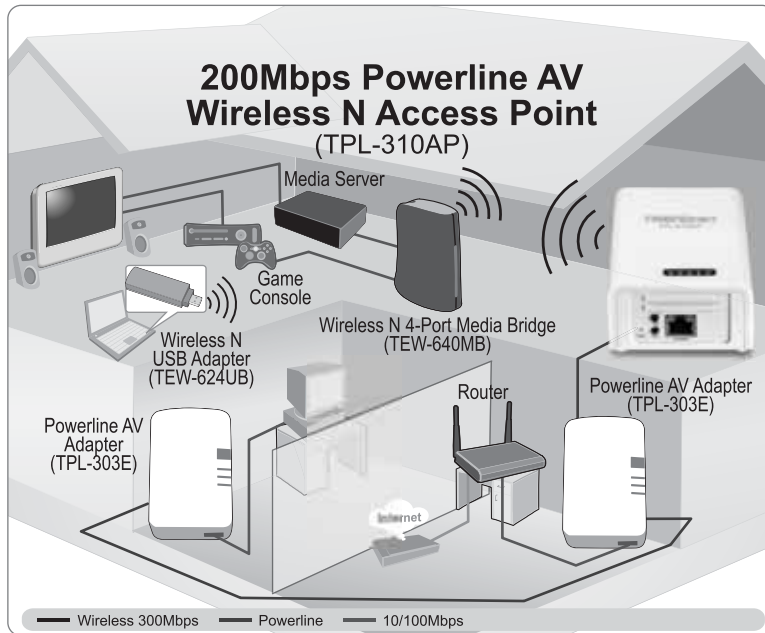 200Mbps Powerline AV
Wireless N Access Point
(TPL-310AP)
Media Server
Game
Console
Wireless N
USB Adapter
(TEW-624UB)
Wireless N 4-Port Media Bridge
(TEW-640MB)
TRENDNET
Powerline AV Adapter
(TPL-303E)
Router
Powerline AV
Adapter
(TPL-303E)
Internet
Wireless 300Mbps
Powerline
10/100Mbps